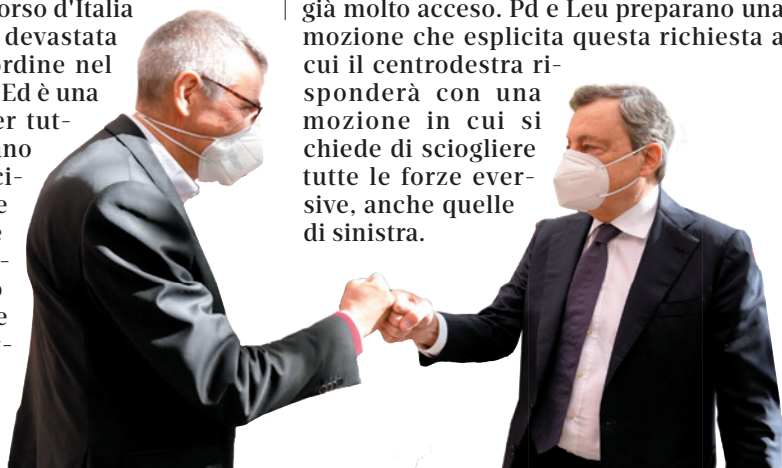 orso d'Italia
devastata
ordine nel
Ed è una
er tut-
no
ci-
e
già molto acceso. Pd e Leu preparano una
mozione che esplicita questa richiesta a
cui il centrodestra ri-
sponderà con una
mozione in cui si
chiede di sciogliere
tutte le forze ever-
sive, anche quelle
di sinistra.